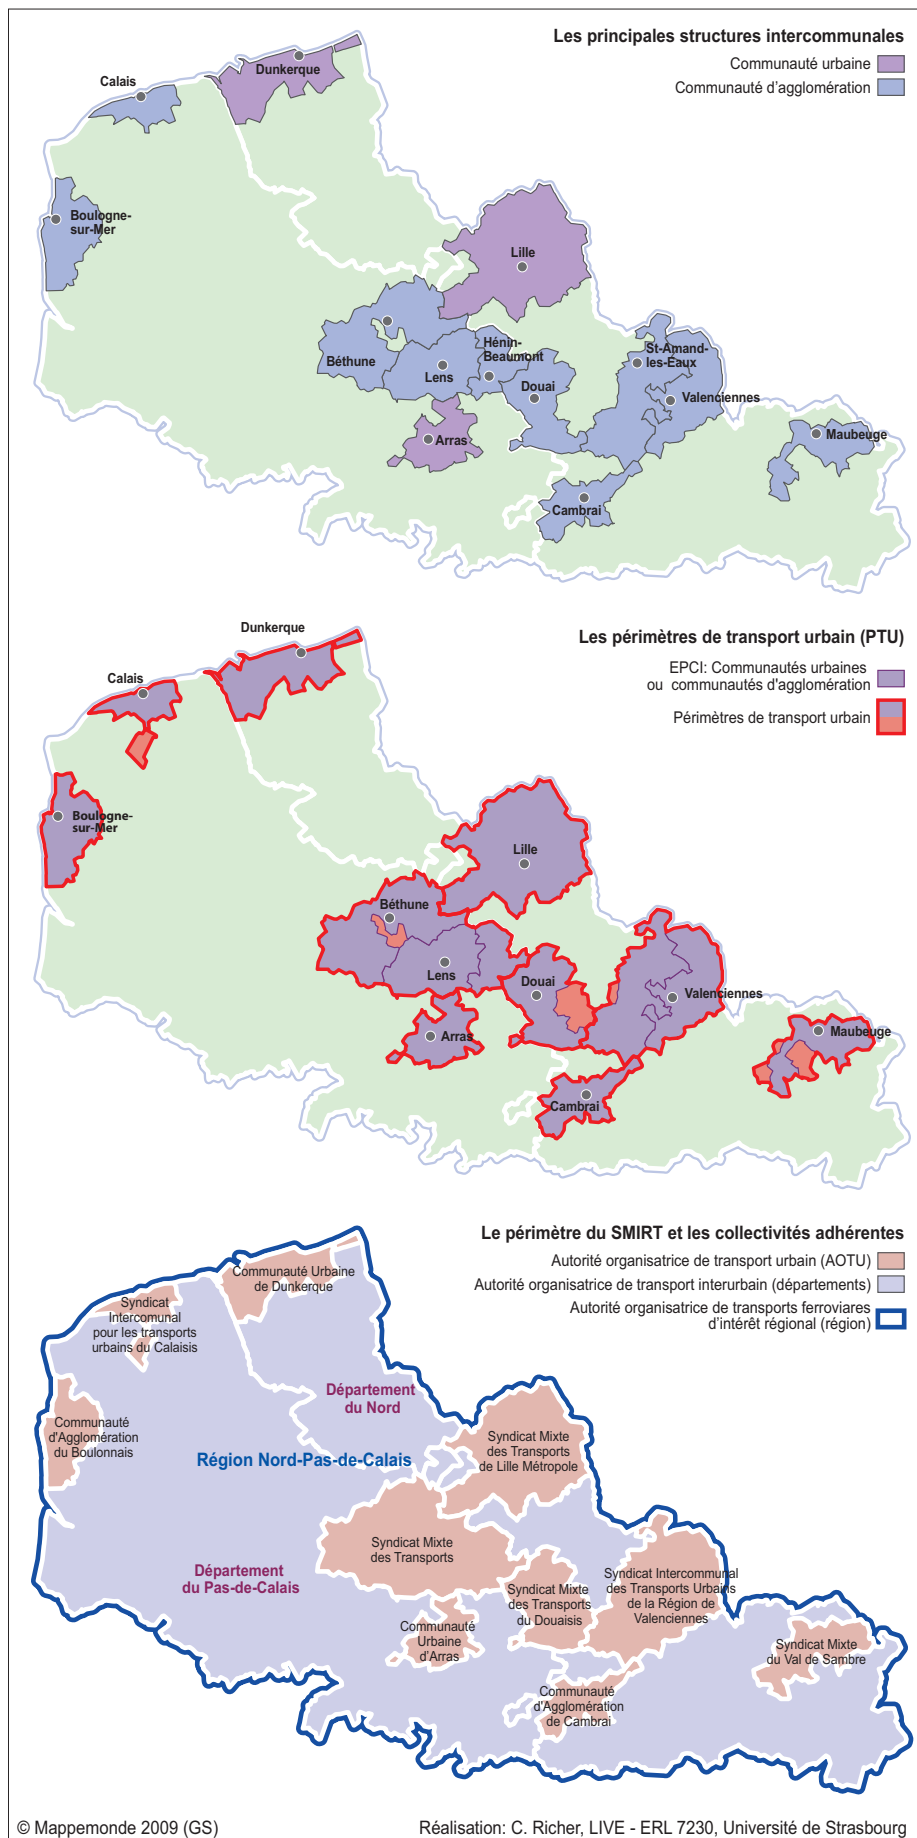 Les principales structures intercommunales
Communauté urbaine
Communauté d'agglomération
Dunkerque
Calais
Boulogne-
sur-Mer
Lille
Hénin-
Beaumont
St-Amand-
les-Eaux
Béthune
Lens
Douai
Valenciennes
Arras
Maubeuge
Cambrai
Les périmètres de transport urbain (PTU)
EPCI: Communautés urbaines
ou communautés d'agglomération
Périmètres de transport urbain
Dunkerque
Calais
Boulogne-
sur-Mer
Lille
Béthune
Lens
Douai
Valenciennes
Arras
Maubeuge
Cambrai
Le périmètre du SMIRT et les collectivités adhérentes
Autorité organisatrice de transport urbain (AOTU)
Autorité organisatrice de transport interurbain (départements)
Autorité organisatrice de transports ferroviaires
d'intérêt régional (région)
Communauté Urbaine
de Dunkerque
Syndicat
Intercomunal
pour les transports
urbains du Calaisis
Département
du Nord
Communauté
d'Agglomération
du Boulonnais
Région Nord-Pas-de-Calais
Syndicat Mixte
des Transports
de Lille Métropole
Syndicat Mixte
des Transports
Département
du Pas-de-Calais
Syndicat Mixte
des Transports
du Douaisis
Syndicat Intercommunal
des Transports Urbains
de la Région de
Valenciennes
Communauté
Urbaine
d'Arras
Syndicat Mixte
du Val de Sambre
Communauté
d'Agglomération
de Cambrai
© Mappemonde 2009 (GS)
Réalisation: C. Richer, LIVE - ERL 7230, Université de Strasbourg